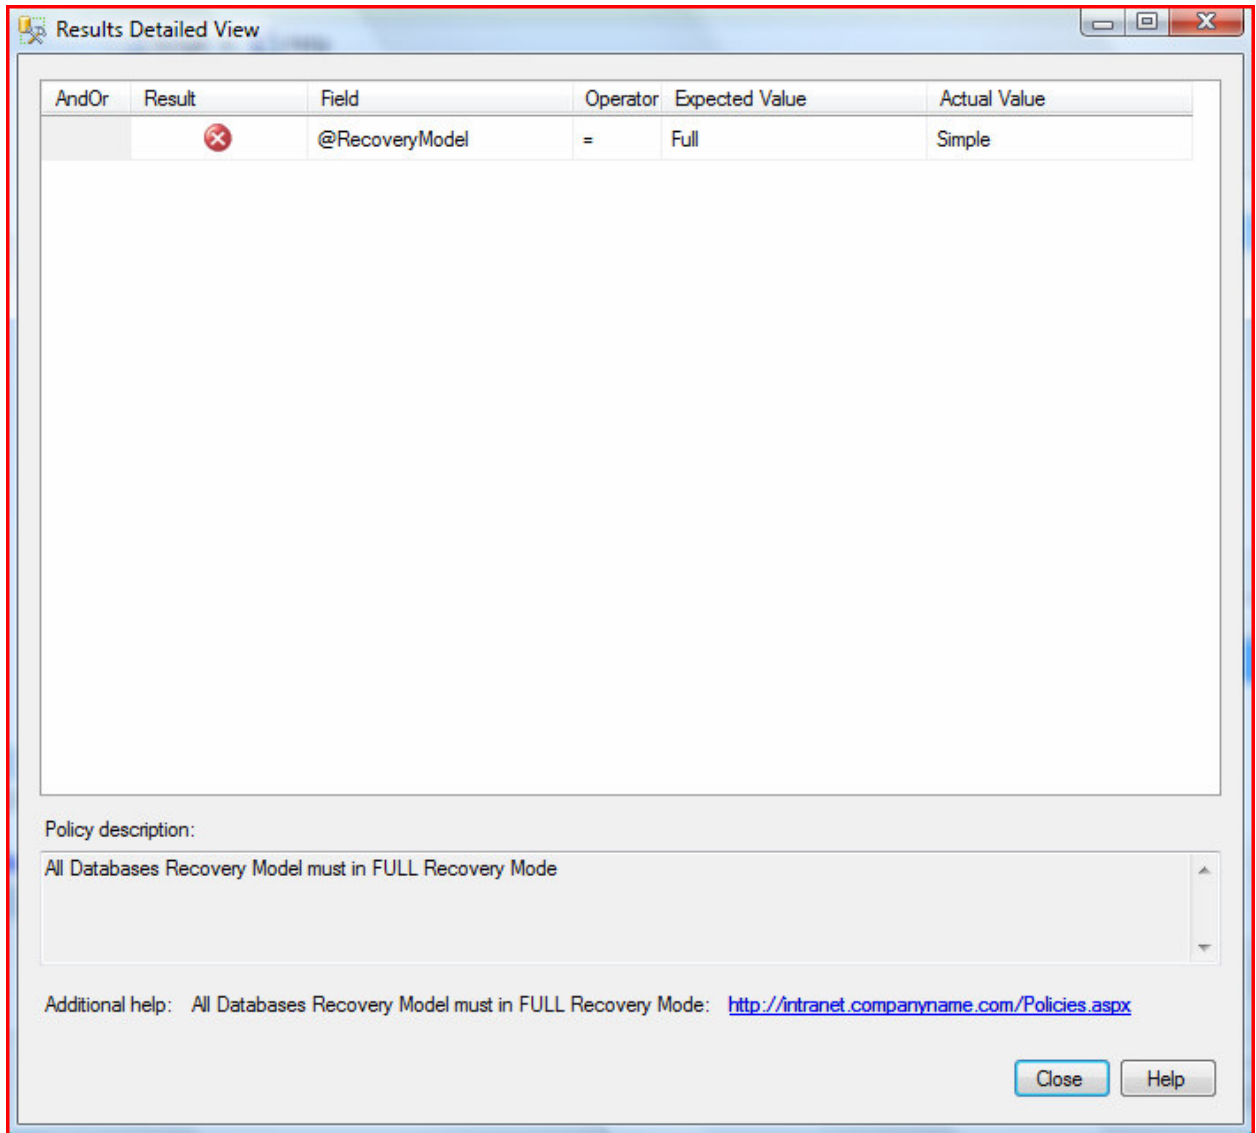 Results Detailed View
AndOr Result Field Operator Expected Value Actual Value
@RecoveryModel = Full Simple
Policy description:
All Databases Recovery Model must in FULL Recovery Mode
Additional help: All Databases Recovery Model must in FULL Recovery Mode: http://intranet.companyname.com/Policies.aspx
Close Help